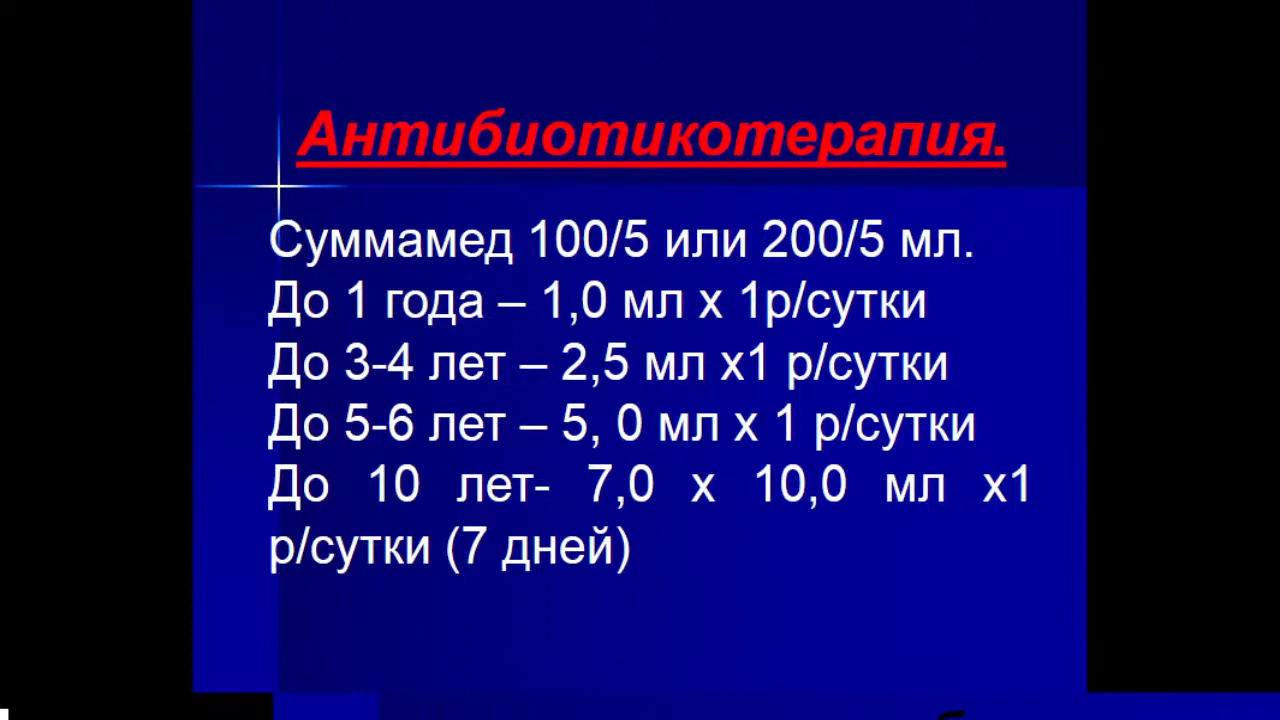 Антибиотикотерапия.
Суммамед 100/5 или 200/5 мл.
До 1 года – 1,0 мл х 1р/сутки
До 3-4 лет – 2,5 мл х1 р/сутки
До 5-6 лет – 5, 0 мл х 1 р/сутки
До 10 лет- 7,0 х 10,0 мл х1
р/сутки (7 дней)